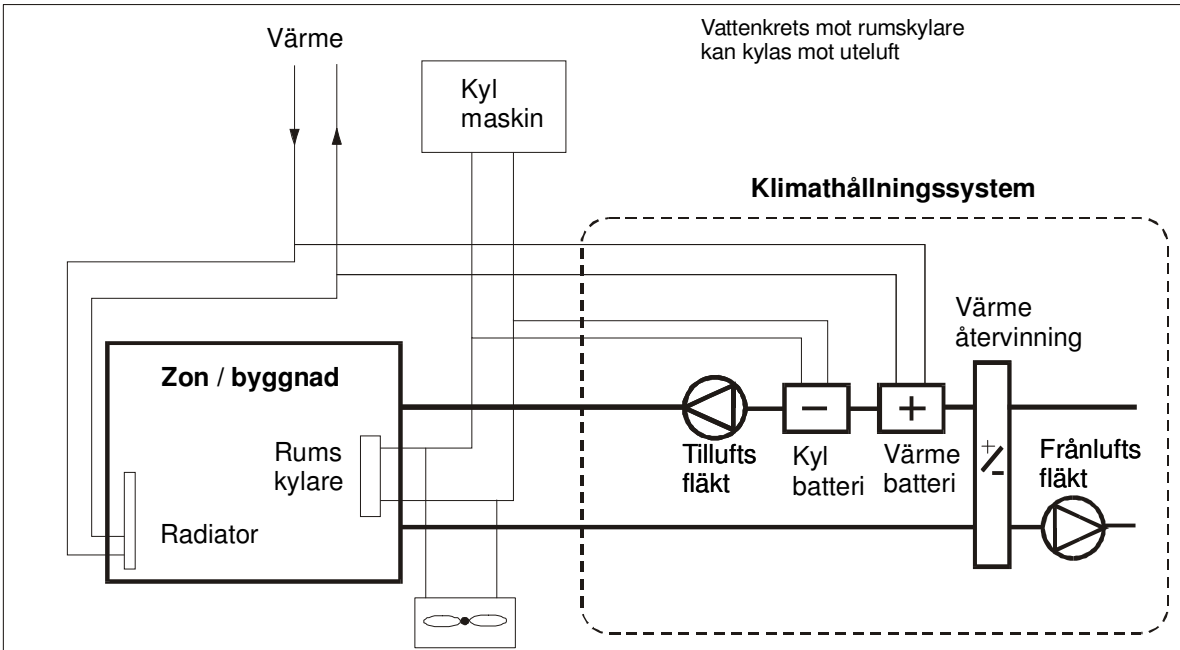 Värme
Vattenkrets mot rumskylare
kan kylas mot uteluft
Kyl
maskin
Klimathållningssystem
Värme
återvinning
Zon / byggnad
Rums
kylare
Radiator
Tillufts
fläkt
-
Kyl
batteri
+
Värme
batteri
+/-
Frånlufts
fläkt